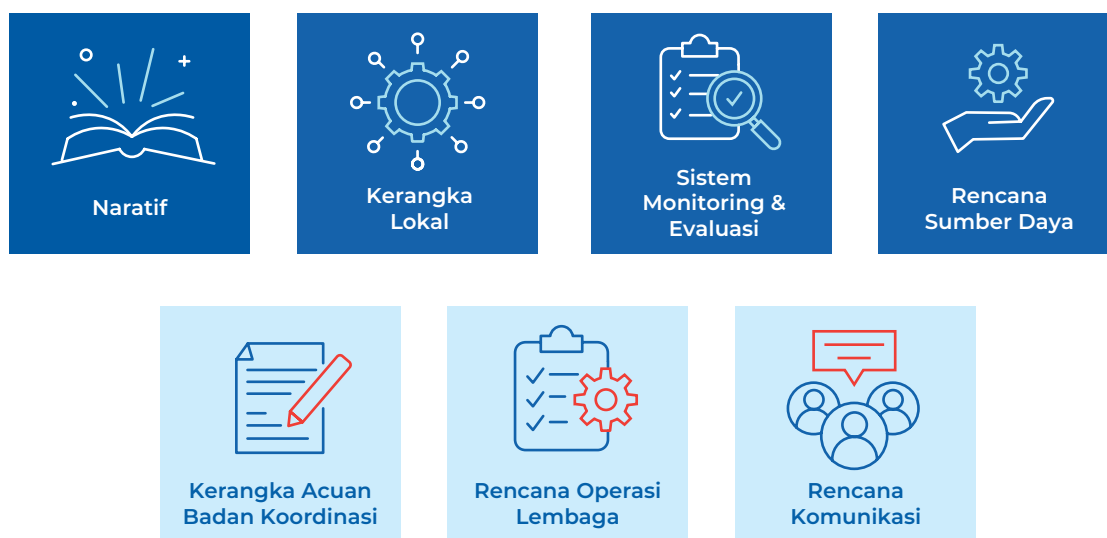 Naratif
Kerangka
Lokal
Sistem
Monitoring &
Evaluasi
Rencana
Sumber Daya
Kerangka Acuan
Badan Koordinasi
Rencana Operasi
Lembaga
Rencana
Komunikasi